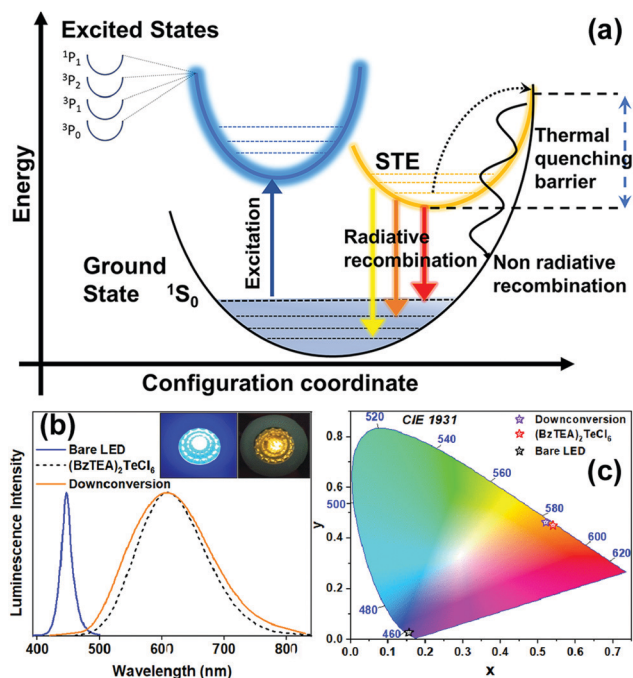 Excited States
(a)
¹P₁
³P₂
³P₁
³P₀
STE
Thermal
quenching
barrier
Energy
Excitation
Radiative
recombination
Non radiative
recombination
Ground
State ¹S₀
Configuration coordinate
(b)
Bare LED
(BzTEA)₂TeCl₆
Downconversion
Luminescence Intensity
400 500 600 700 800
Wavelength (nm)
(c)
CIE 1931
Downconversion
(BzTEA)₂TeCl₆
Bare LED
520
540
560
580
600
620
500
480
460
y
0.8
0.6
0.4
0.2
0.0
0.0 0.1 0.2 0.3 0.4 0.5 0.6 0.7
x